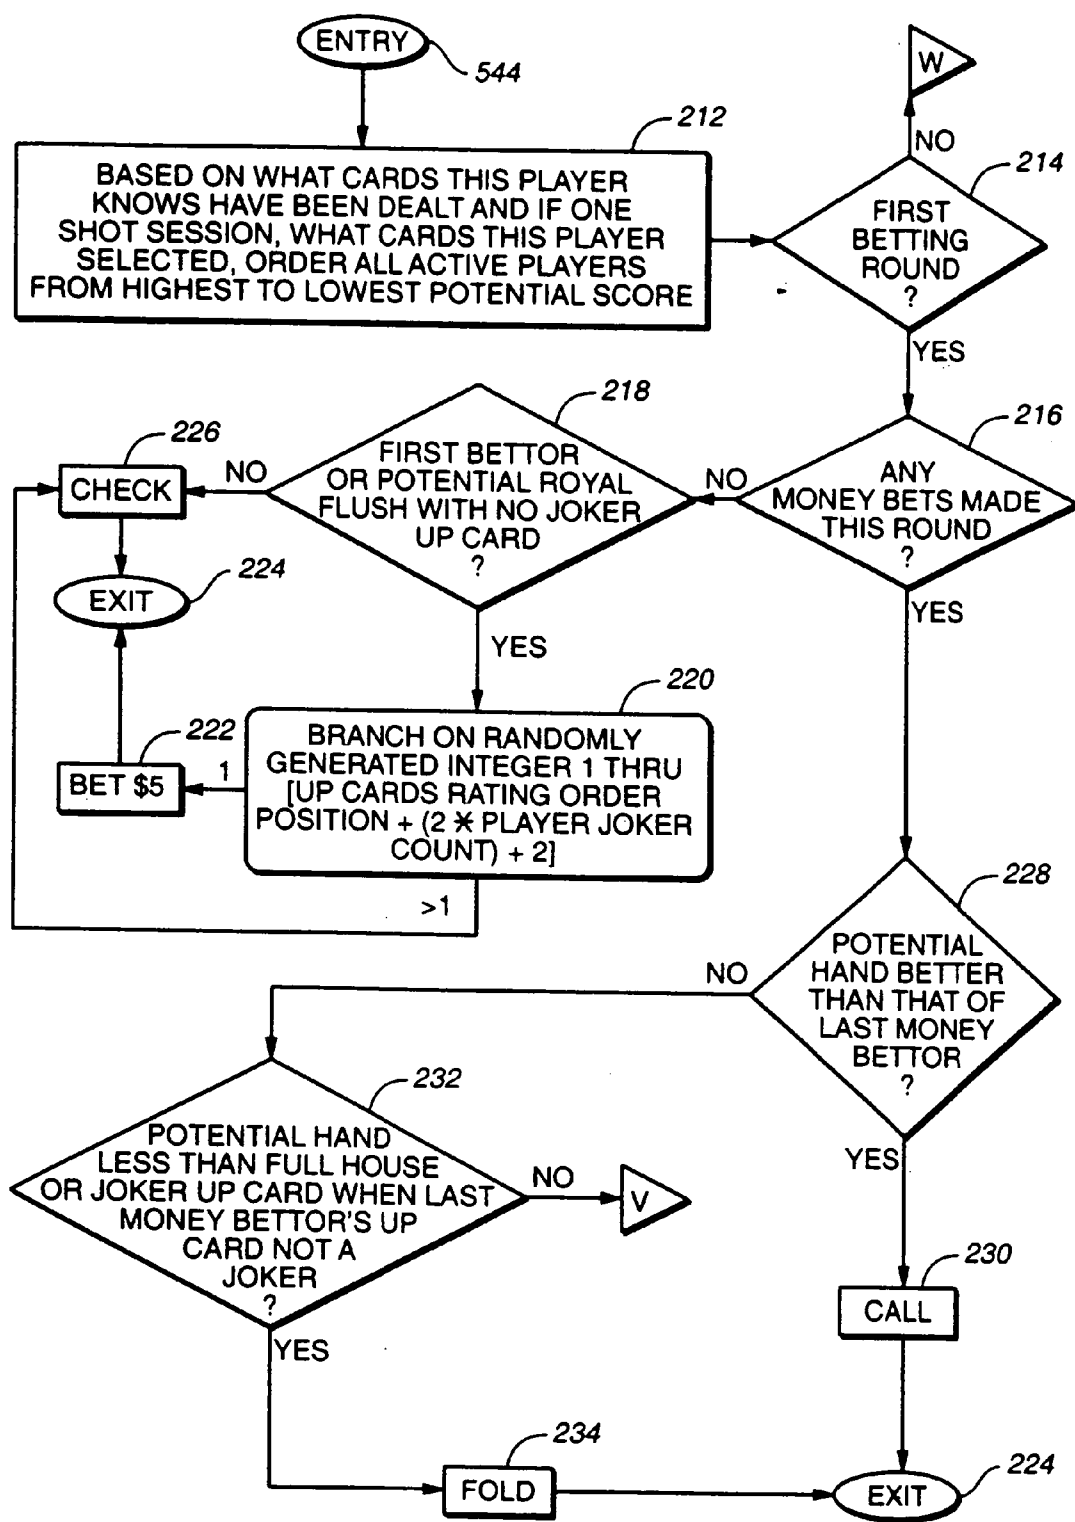 ENTRY
544
W
NO
212
BASED ON WHAT CARDS THIS PLAYER
KNOWS HAVE BEEN DEALT AND IF ONE
SHOT SESSION, WHAT CARDS THIS PLAYER
SELECTED, ORDER ALL ACTIVE PLAYERS
FROM HIGHEST TO LOWEST POTENTIAL SCORE
214
FIRST
BETTING
ROUND
?
YES
216
ANY
MONEY BETS MADE
THIS ROUND
?
NO
YES
218
FIRST BETTOR
OR POTENTIAL ROYAL
FLUSH WITH NO JOKER
UP CARD
?
NO
YES
226
CHECK
224
EXIT
220
BRANCH ON RANDOMLY
GENERATED INTEGER 1 THRU
[UP CARDS RATING ORDER
POSITION + (2 * PLAYER JOKER
COUNT) + 2]
1
>1
222
BET $5
228
POTENTIAL
HAND BETTER
THAN THAT OF
LAST MONEY
BETTOR
?
NO
YES
232
POTENTIAL HAND
LESS THAN FULL HOUSE
OR JOKER UP CARD WHEN LAST
MONEY BETTOR'S UP
CARD NOT A
JOKER
?
NO
V
YES
230
CALL
234
FOLD
224
EXIT